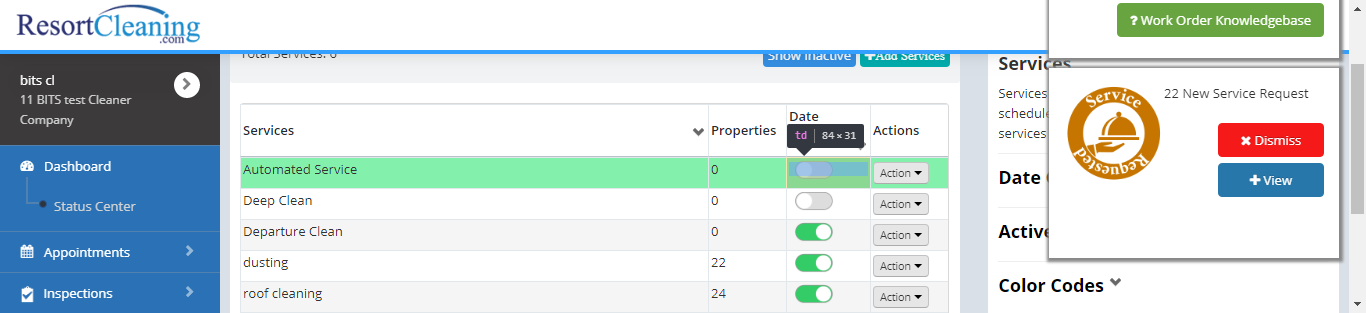 ResortCleaning
.com
bits cl
11 BITS test Cleaner
Company
Dashboard
Status Center
Appointments
Inspections
Total Services: 6
Show Inactive
Add Services
Services
Properties
Date
Actions
td 84 × 31
Automated Service 0 Action
Deep Clean 0 Action
Departure Clean 0 Action
dusting 22 Action
roof cleaning 24 Action
Services
Services
schedule
services
Date
Active
Color Codes
? Work Order Knowledgebase
Service
Requested
22 New Service Request
Dismiss
View